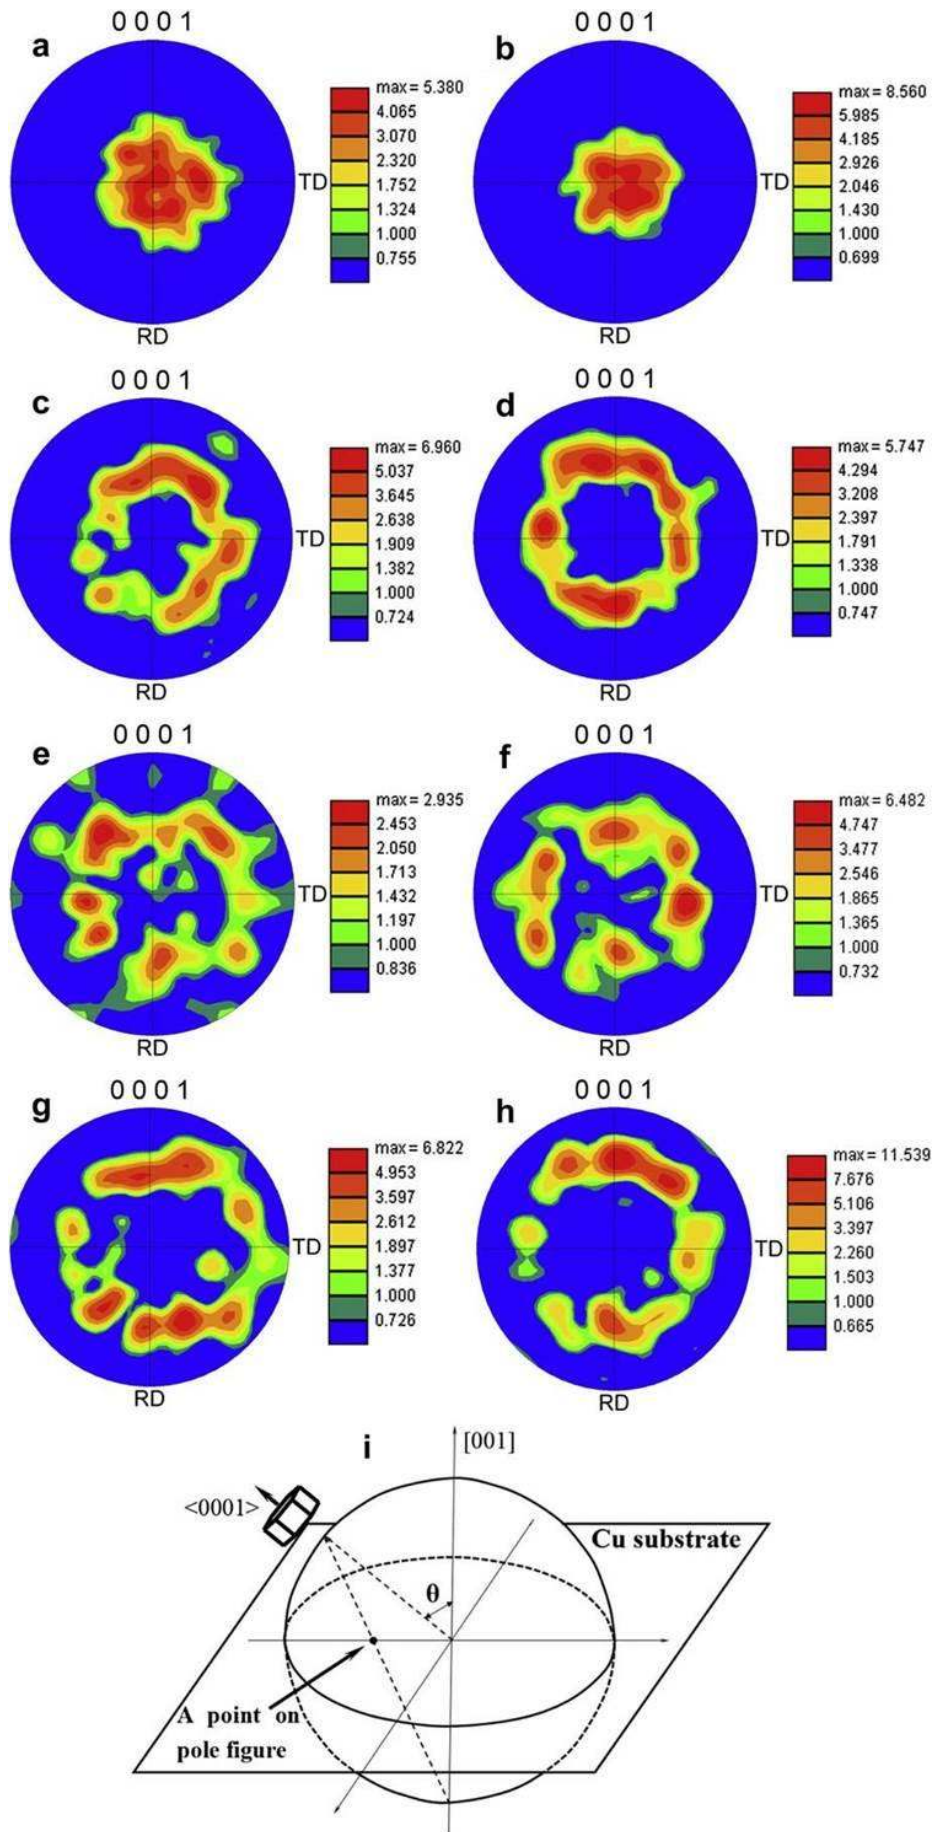 0 0 0 1
a
max = 5.380
4.065
3.070
2.320
1.752
1.324
1.000
0.755
TD
RD
0 0 0 1
b
max = 8.560
5.985
4.185
2.926
2.046
1.430
1.000
0.699
TD
RD
0 0 0 1
c
max = 6.960
5.037
3.645
2.638
1.909
1.382
1.000
0.724
TD
RD
0 0 0 1
d
max = 5.747
4.294
3.208
2.397
1.791
1.338
1.000
0.747
TD
RD
0 0 0 1
e
max = 2.935
2.453
2.050
1.713
1.432
1.197
1.000
0.836
TD
RD
0 0 0 1
f
max = 6.482
4.747
3.477
2.546
1.865
1.365
1.000
0.732
TD
RD
0 0 0 1
g
max = 6.822
4.953
3.597
2.612
1.897
1.377
1.000
0.726
TD
RD
0 0 0 1
h
max = 11.539
7.676
5.106
3.397
2.260
1.503
1.000
0.665
TD
RD
i
[001]
<0001>
Cu substrate
θ
A point on
pole figure